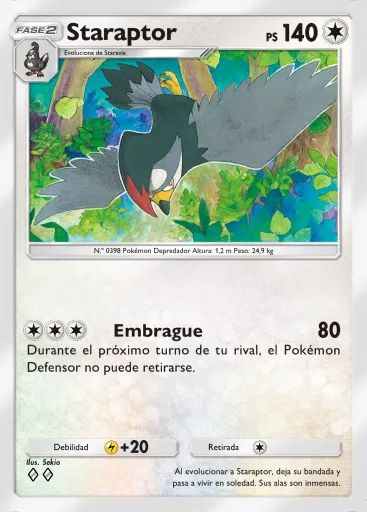 FASE 2
Staraptor
PS 140
Evoluciona de Staravia
N.º 0398 Pokémon Depredador Altura: 1,2 m Peso: 24,9 kg
Embrague 80
Durante el próximo turno de tu rival, el Pokémon
Defensor no puede retirarse.
Debilidad +20 Retirada
Ilus. Sekio
Al evolucionar a Staraptor, deja su bandada y
pasa a vivir en soledad. Sus alas son inmensas.